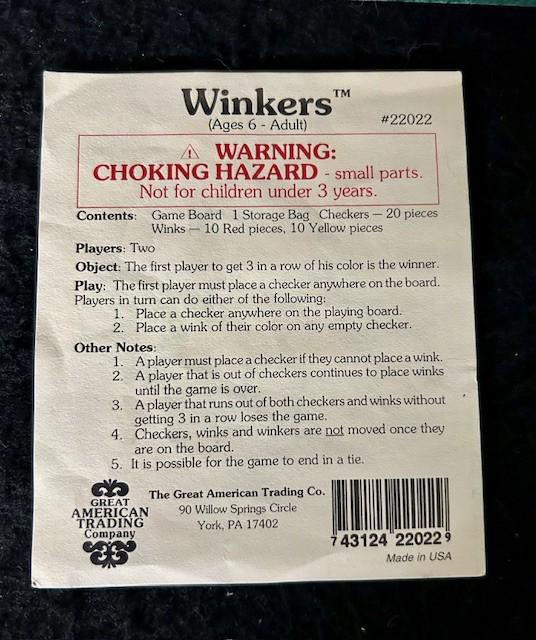 Winkers™
(Ages 6 - Adult)
#22022
⚠ WARNING:
CHOKING HAZARD - small parts.
Not for children under 3 years.
Contents: Game Board 1 Storage Bag Checkers — 20 pieces
Winks — 10 Red pieces, 10 Yellow pieces
Players: Two
Object: The first player to get 3 in a row of his color is the winner.
Play: The first player must place a checker anywhere on the board.
Players in turn can do either of the following:
1. Place a checker anywhere on the playing board.
2. Place a wink of their color on any empty checker.
Other Notes:
1. A player must place a checker if they cannot place a wink.
2. A player that is out of checkers continues to place winks
until the game is over.
3. A player that runs out of both checkers and winks without
getting 3 in a row loses the game.
4. Checkers, winks and winkers are not moved once they
are on the board.
5. It is possible for the game to end in a tie.
GREAT
AMERICAN
TRADING
Company
The Great American Trading Co.
90 Willow Springs Circle
York, PA 17402
7 43124 22022 9
Made in USA